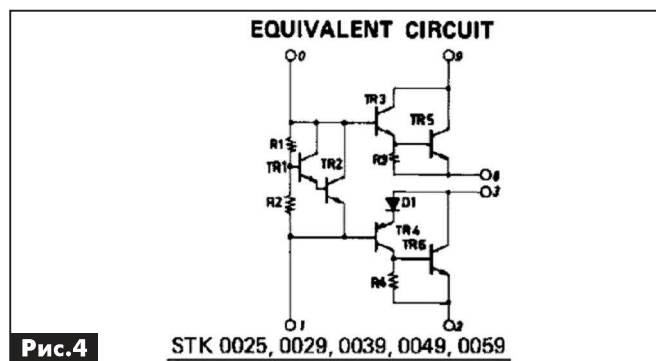 EQUIVALENT CIRCUIT
0 9
TR3
TR5
R1
TR1 TR2
R3
8
3
R2
D1
TR4
TR6
R4
1 2
Рис.4
STK 0025, 0029, 0039, 0049, 0059